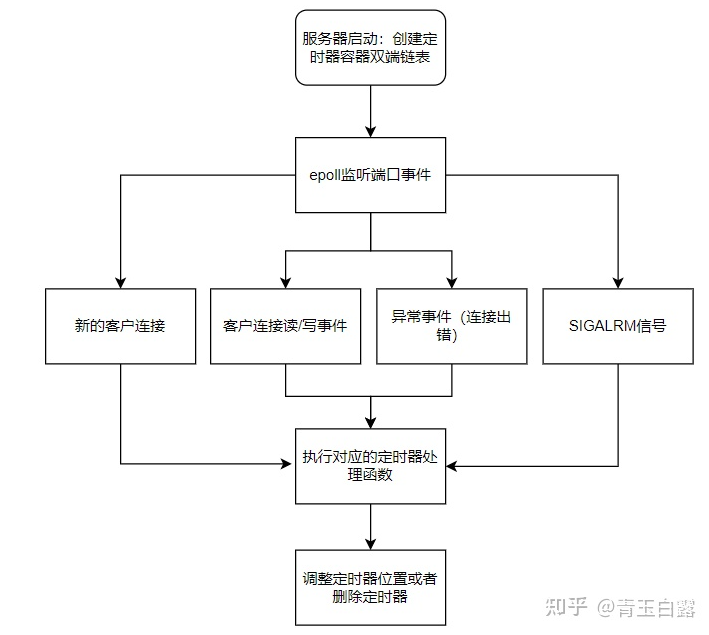 服务器启动：创建定
时器容器双端链表
epoll监听端口事件
新的客户连接
客户连接读/写事件
异常事件（连接出
错）
SIGALRM信号
执行对应的定时器处
理函数
调整定时器位置或者
删除定时器
知乎 @青玉白露